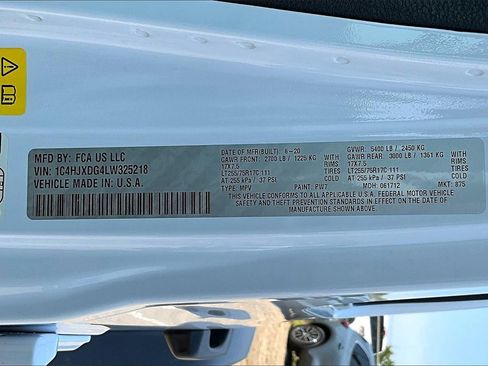 MFD BY: FCA US LLC
VIN: 1C4HJXDG4LW325218
VEHICLE MADE IN: U.S.A.
DATE OF MFR(BUILT): 6-20 GVWR: 5400 LB / 2450 KG
FRONT GAWR: 2700 LB / 1225 KG WITH GAWR REAR: 3000 LB / 1361 KG WITH
17X7.5 RIMS 17X7.5 RIMS
LT255/75R17C 111 TIRES LT255/75R17C 111 TIRES
AT 255 kPa / 37 PSI AT 255 kPa / 37 PSI
TYPE: MPV PAINT: PW7 MDH: 061712 MKT: 875
THIS VEHICLE CONFORMS TO ALL APPLICABLE U.S.A. FEDERAL MOTOR VEHICLE
SAFETY AND THEFT PREVENTION STANDARDS IN EFFECT ON THE DATE OF
MANUFACTURE SHOWN ABOVE.